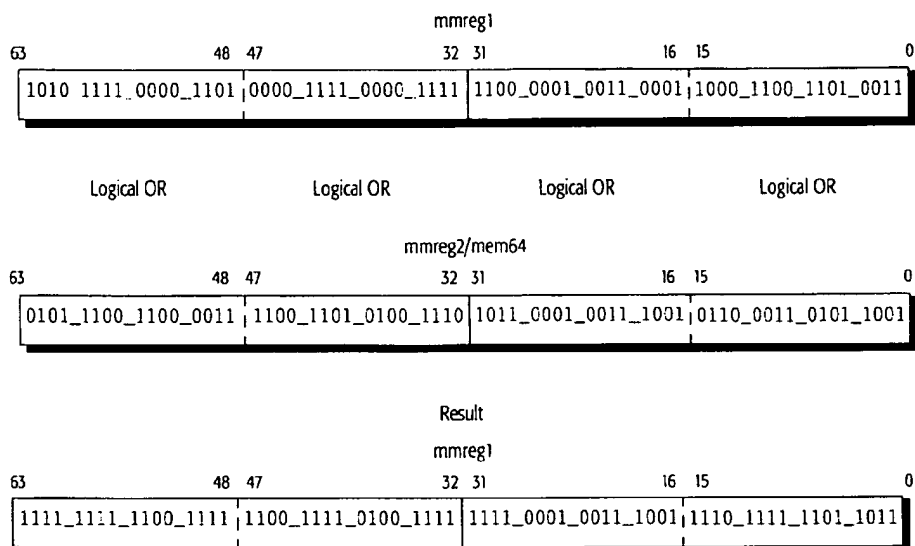 mmreg1
63 48 47 32 31 16 15 0
1010 1111_0000_1101 0000_1111_0000_1111 1100_0001_0011_0001 1000_1100_1101_0011
Logical OR Logical OR Logical OR Logical OR
mmreg2/mem64
63 48 47 32 31 16 15 0
0101_1100_1100_0011 1100_1101_0100_1110 1011_0001_0011_1001 0110_0011_0101_1001
Result
mmreg1
63 48 47 32 31 16 15 0
1111_1111_1100_1111 1100_1111_0100_1111 1111_0001_0011_1001 1110_1111_1101_1011